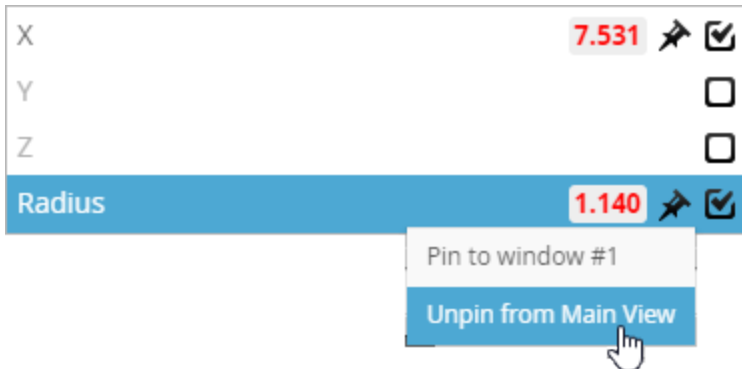 X 7.531
Y
Z
Radius 1.140
Pin to window #1
Unpin from Main View